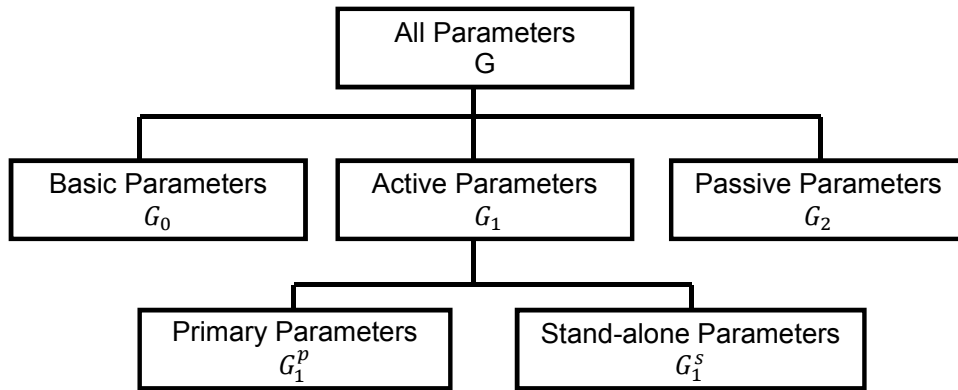 All Parameters
G
Basic Parameters
G₀
Active Parameters
G₁
Passive Parameters
G₂
Primary Parameters
G₁ᵖ
Stand-alone Parameters
G₁ˢ